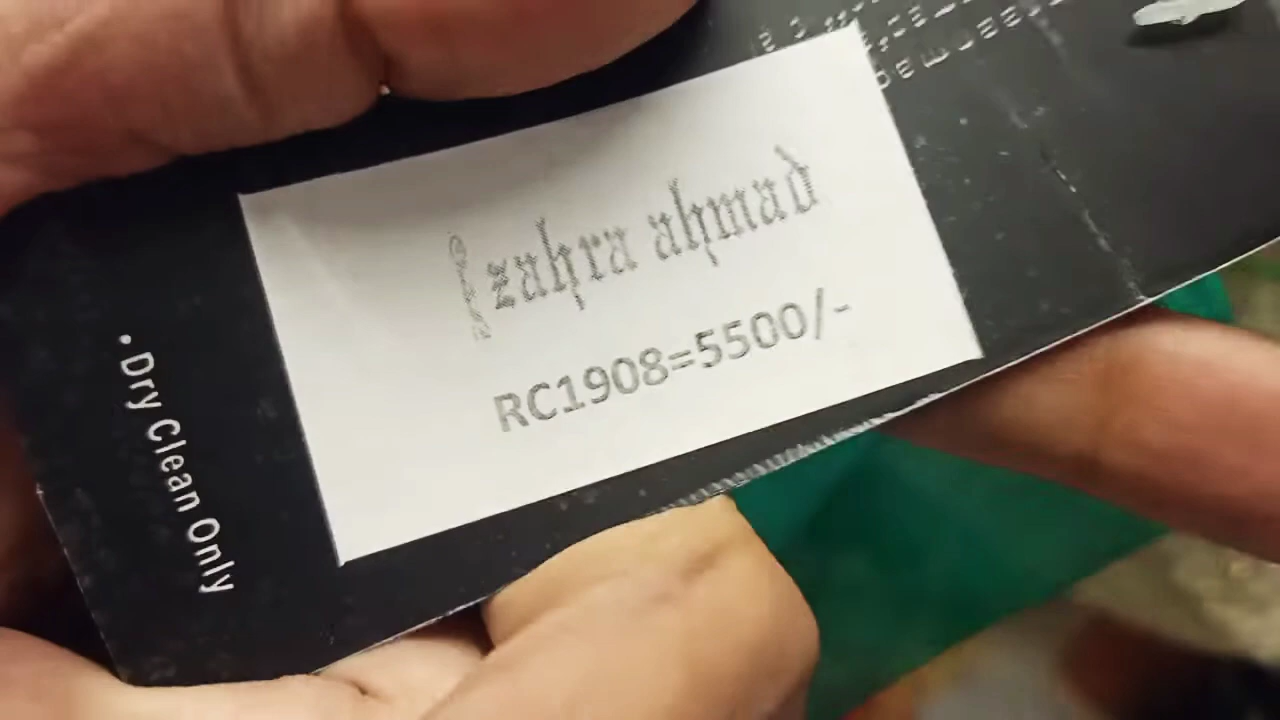 zahra ahmad
RC1908=5500/-
• Dry Clean Only